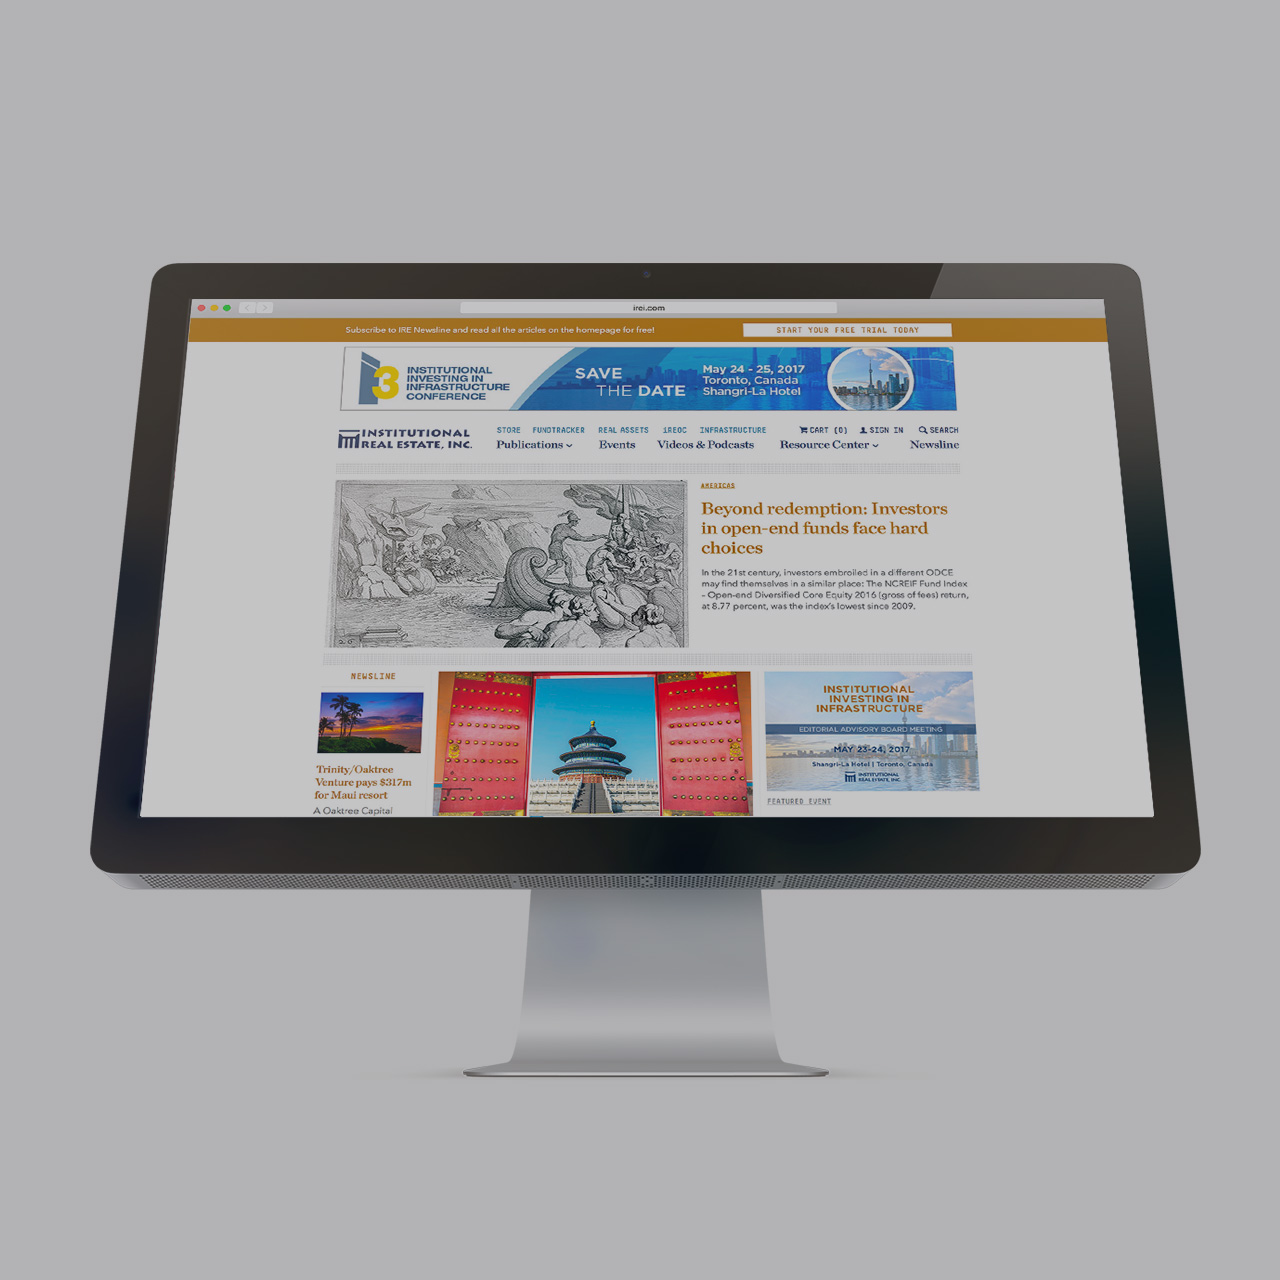 irei.com
Subscribe to IRE Newsline and read all the articles on the homepage for free!
START YOUR FREE TRIAL TODAY
3
INSTITUTIONAL
INVESTING IN
INFRASTRUCTURE
CONFERENCE
SAVE
THE DATE
May 24 - 25, 2017
Toronto, Canada
Shangri-La Hotel
INSTITUTIONAL
REAL ESTATE, INC.
STORE FUNDTRACKER REAL ASSETS IREOC INFRASTRUCTURE
CART (0) SIGN IN SEARCH
Publications Events Videos & Podcasts Resource Center Newsline
AMERICAS
Beyond redemption: Investors
in open-end funds face hard
choices
In the 21st century, investors embroiled in a different ODCE
may find themselves in a similar place: The NCREIF Fund Index
- Open-end Diversified Core Equity 2016 (gross of fees) return,
at 8.77 percent, was the index's lowest since 2009.
NEWSLINE
Trinity/Oaktree
Venture pays $317m
for Maui resort
A Oaktree Capital
INSTITUTIONAL
INVESTING IN
INFRASTRUCTURE
EDITORIAL ADVISORY BOARD MEETING
MAY 23-24, 2017
Shangri-La Hotel | Toronto, Canada
INSTITUTIONAL
REAL ESTATE, INC.
FEATURED EVENT